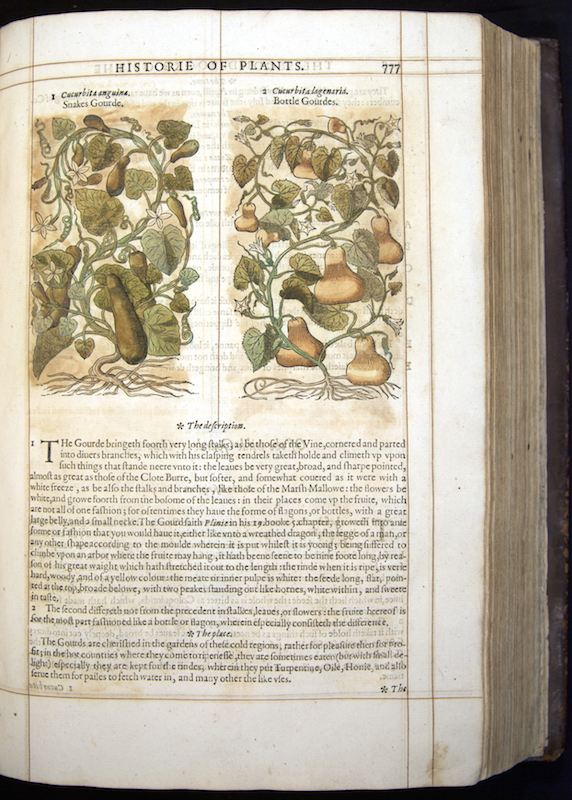 HISTORIE OF PLANTS. 777
1 Cucurbita anguina.
Snakes Gourde.
2 Cucurbita lagenaria.
Bottle Gourdes.
❊ The description.
1 THe Gourde bringeth foorth very long stalks, as be those of the Vine, cornered and parted
into diuers branches, which with his clasping tendrels taketh holde and climeth vp vpon
such things that stande neere vnto it: the leaues be very great, broad, and sharpe pointed,
almost as great as those of the Clote Burre, but softer, and somewhat couered as it were with a
white freeze, as be also the stalks and branches, like those of the Marsh Mallowe: the flowers be
white, and growe foorth from the bosome of the leaues: in their places come vp the fruite, which
are not all of one fashion; for oftentimes they haue the forme of flagons, or bottles, with a great
large belly, and a small necke. The Gourd saith Plinie in his 19. booke 5. chapter, groweth into anie
forme or fashion that you would haue it, either like vnto a wreathed dragon, the legge of a man, or
any other shape according to the moulde wherein it is put whilest it is yoong: being suffered to
climbe vpon an arbor where the fruite may hang, it hath beene seene to be nine foote long, by rea-
son of his great waight which hath stretched it out to the length: the rinde when it is ripe, is verie
hard, woody, and of a yellow colour: the meate or inner pulpe is white: the seede long, flat, poin-
ted at the top, broade belowe, with two peakes standing out like hornes, white within, and sweete
in taste.
2 The second differeth not from the precedent in stalkes, leaues, or flowers: the fruite heereof is
for the most part fashioned like a bottle or flagon, wherein especially consisteth the difference.
❊ The place.
The Gourds are cherished in the gardens of these cold regions, rather for pleasure then for pro-
fit: in the hot countries where they come to ripenesse, they are sometimes eaten (but with small de-
light) especially they are kept for the rindes, wherein they put Turpentine, Oile, Honie, and also
serue them for pailes to fetch water in, and many other the like vses.
❊ The